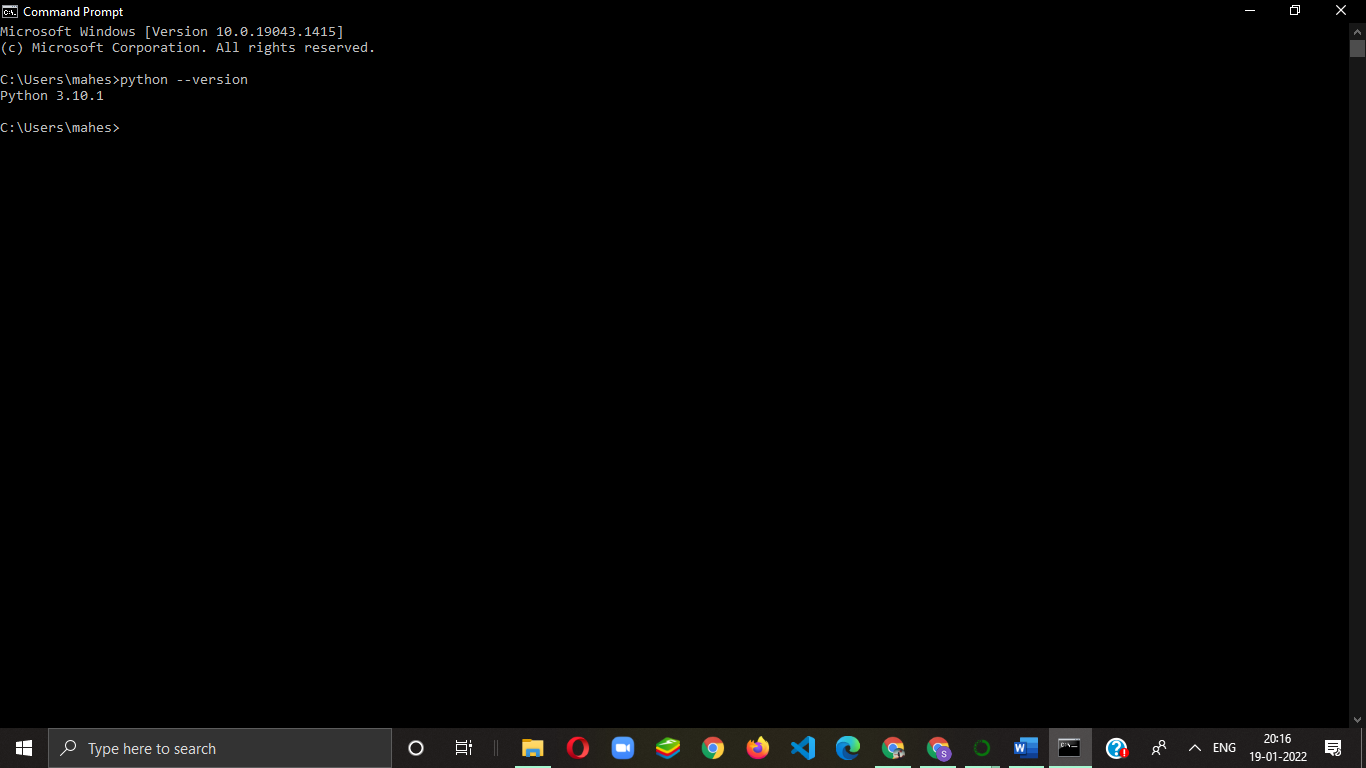 Command Prompt
Microsoft Windows [Version 10.0.19043.1415]
(c) Microsoft Corporation. All rights reserved.
C:\Users\mahes>python --version
Python 3.10.1
C:\Users\mahes>
Type here to search
ENG
20:16
19-01-2022